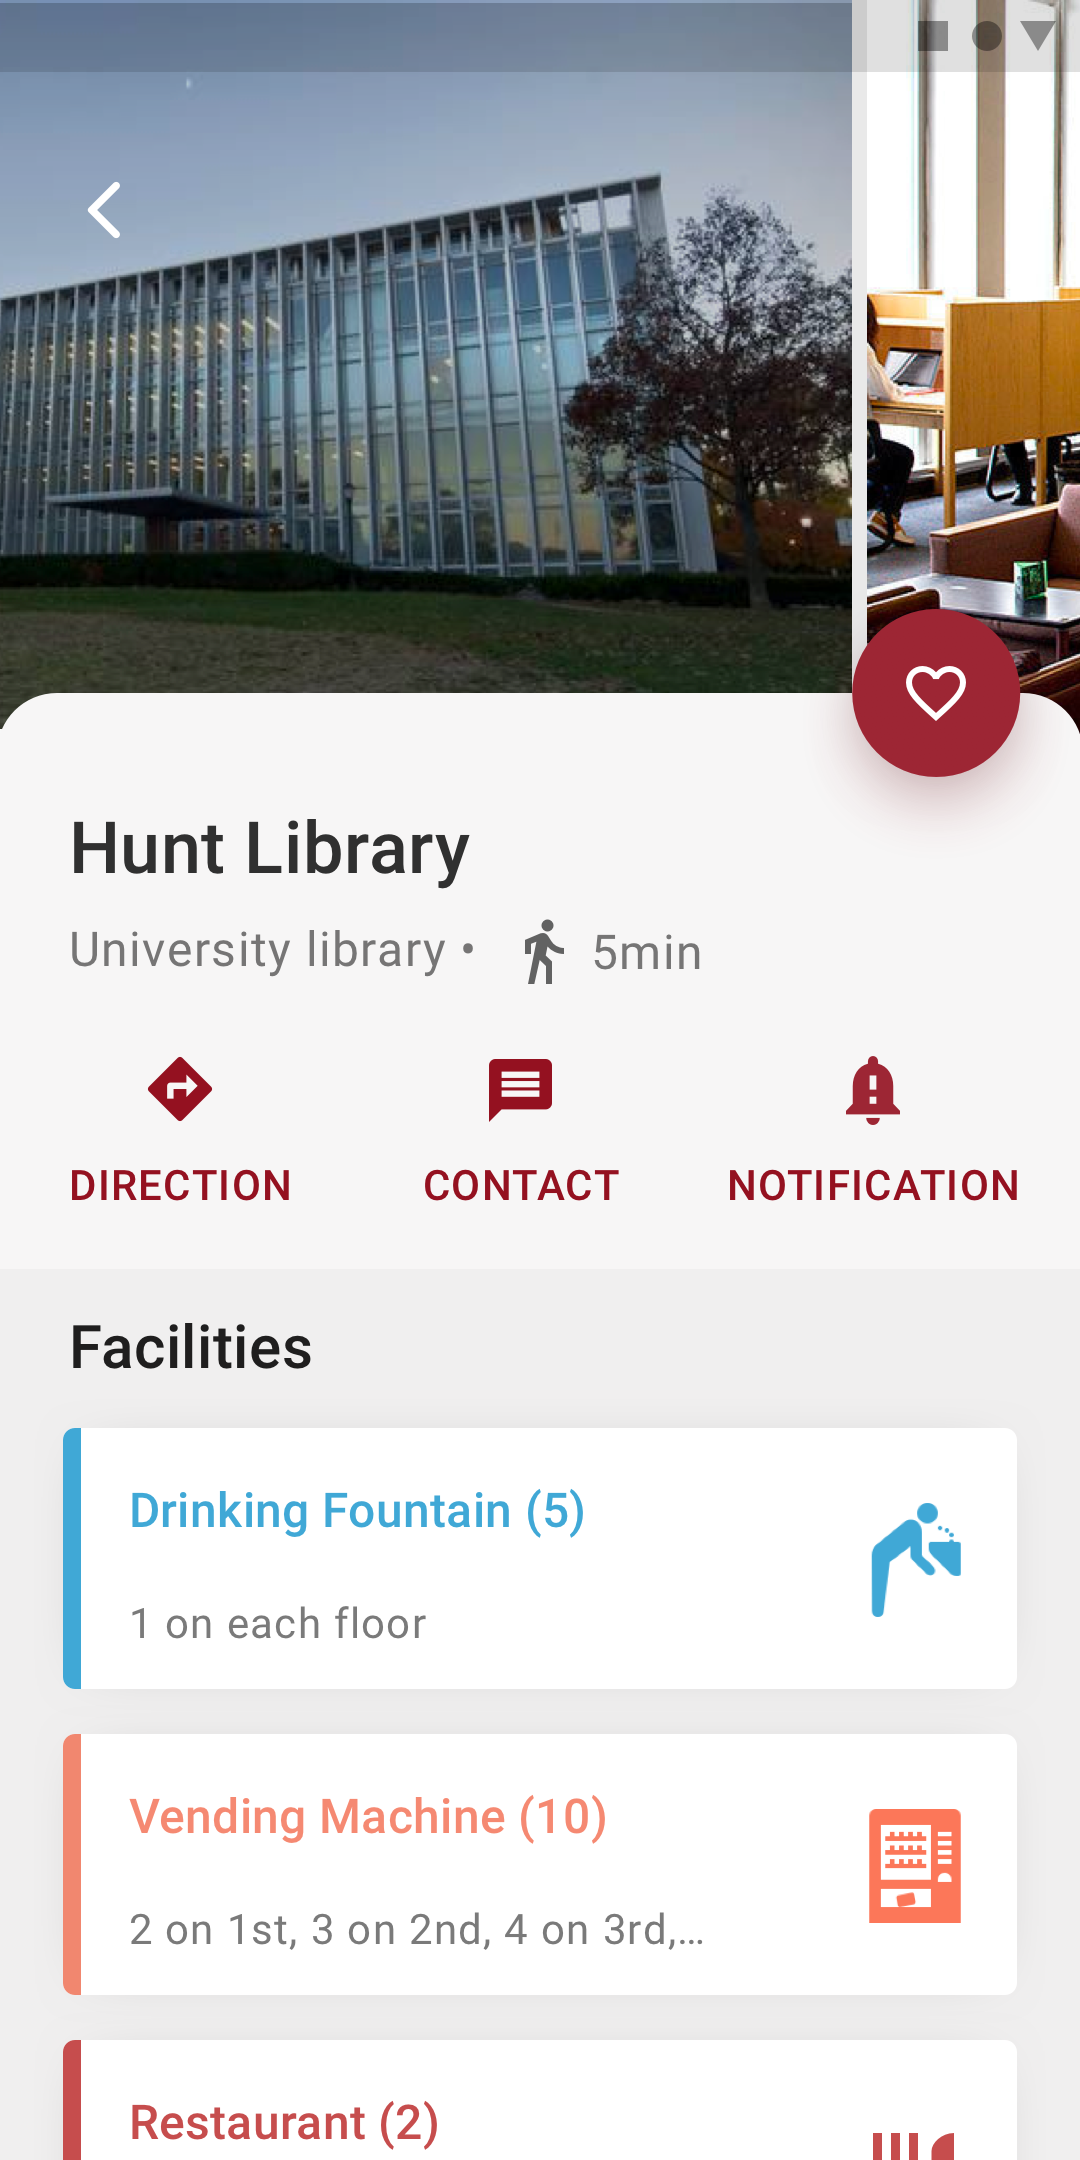 Hunt Library
University library • 5min
DIRECTION CONTACT NOTIFICATION
Facilities
Drinking Fountain (5)
1 on each floor
Vending Machine (10)
2 on 1st, 3 on 2nd, 4 on 3rd,...
Restaurant (2)